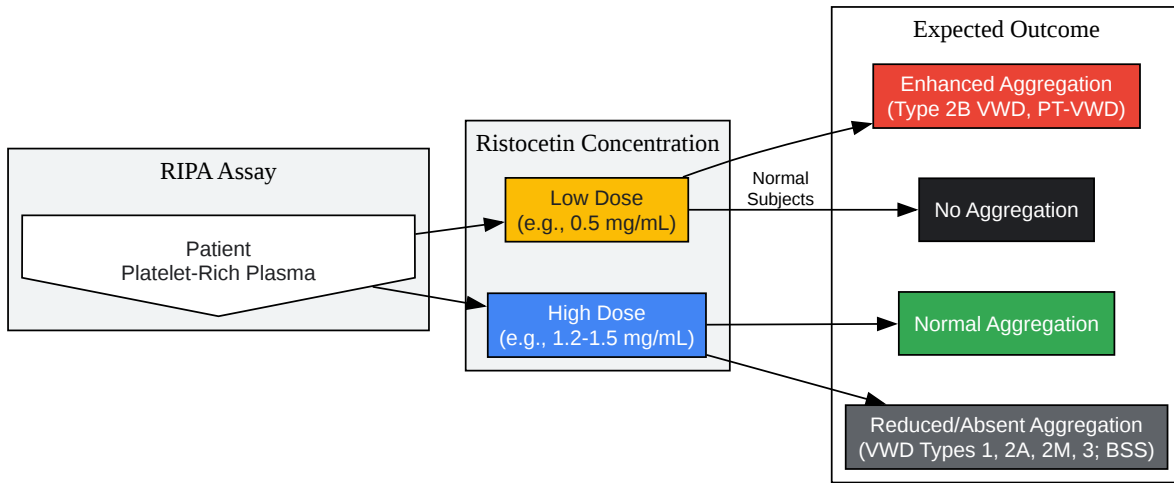 RIPA Assay
Patient
Platelet-Rich Plasma
Ristocetin Concentration
Low Dose
(e.g., 0.5 mg/mL)
High Dose
(e.g., 1.2-1.5 mg/mL)
Normal
Subjects
Expected Outcome
Enhanced Aggregation
(Type 2B VWD, PT-VWD)
No Aggregation
Normal Aggregation
Reduced/Absent Aggregation
(VWD Types 1, 2A, 2M, 3; BSS)